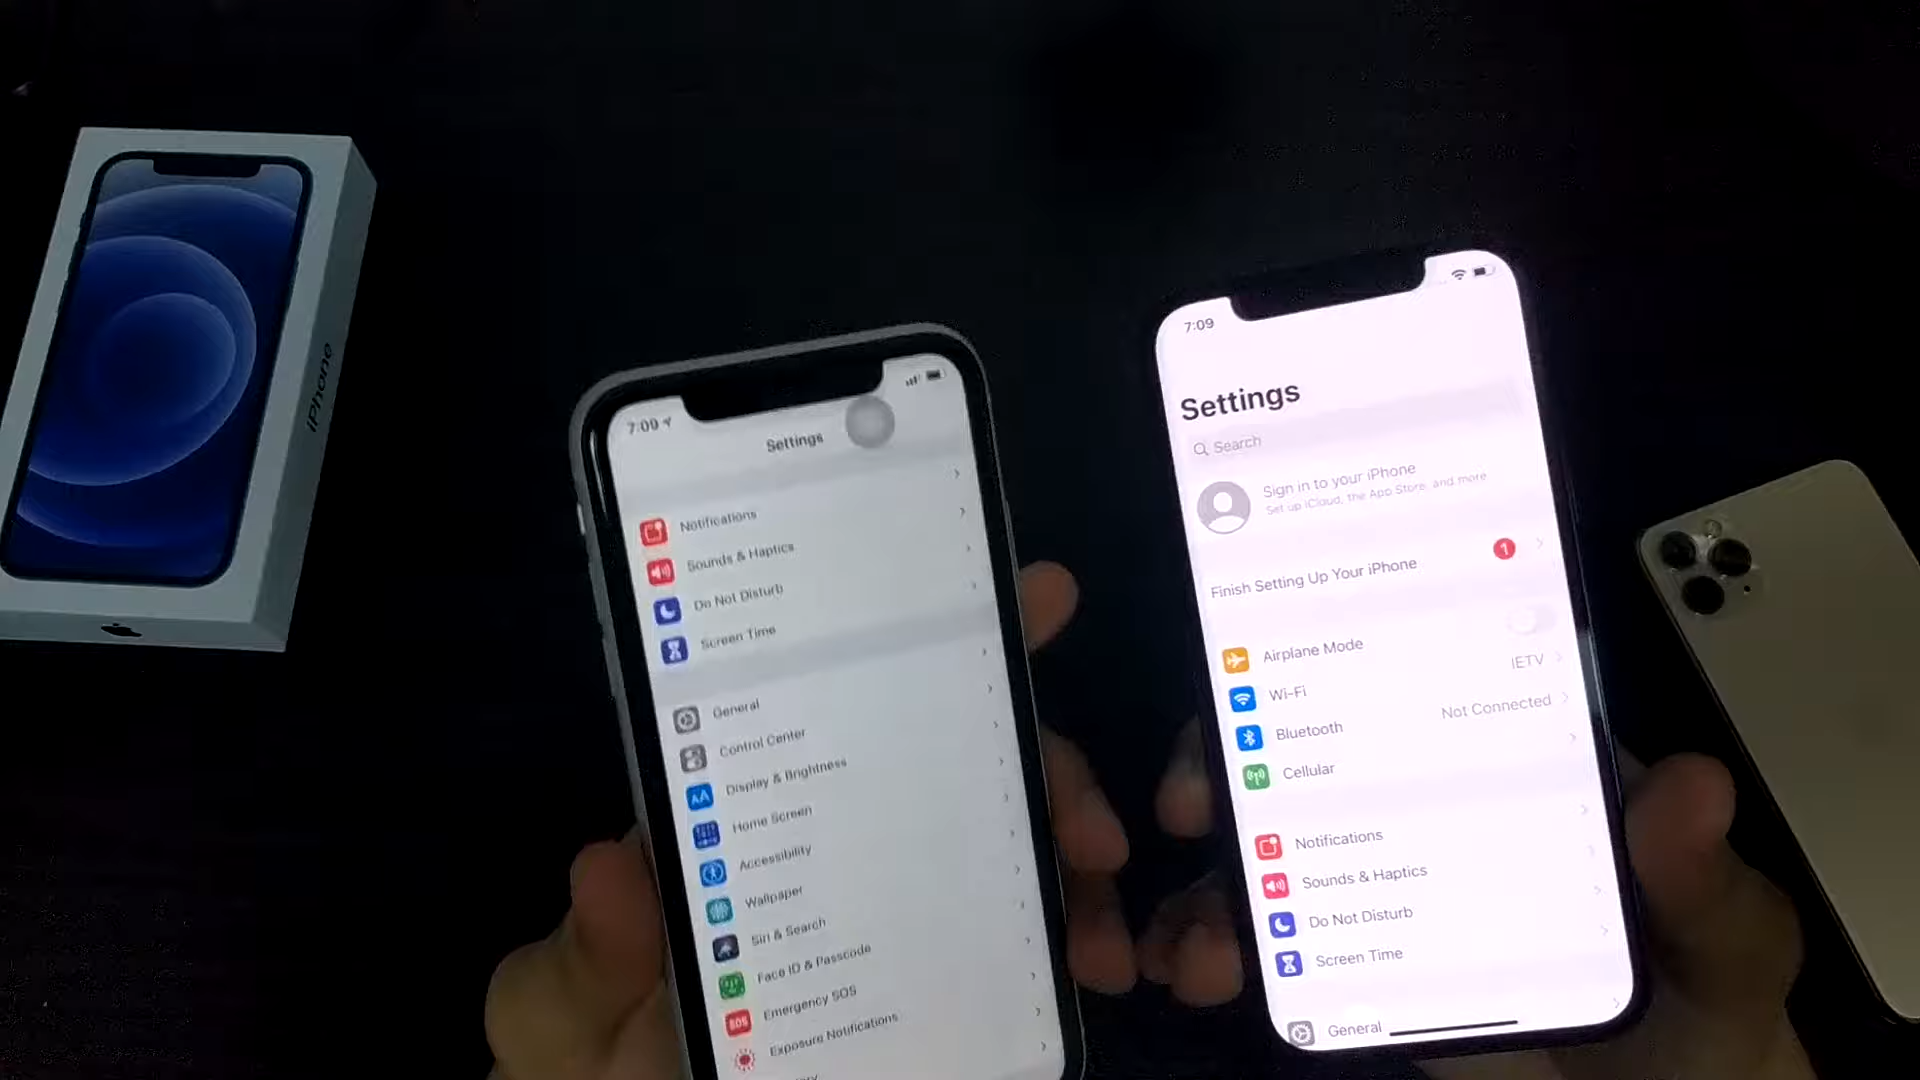 iPhone
7:09
Settings
Notifications
Sounds & Haptics
Do Not Disturb
Screen Time
General
Control Center
Display & Brightness
AA
Home Screen
Accessibility
Wallpaper
Siri & Search
Face ID & Passcode
SOS
Emergency SOS
Exposure Notifications
7:09
Settings
Search
Sign in to your iPhone
Set up iCloud, the App Store, and more
Finish Setting Up Your iPhone
1
Airplane Mode
Wi-Fi
IETV
Bluetooth
Not Connected
Cellular
Notifications
Sounds & Haptics
Do Not Disturb
Screen Time
General